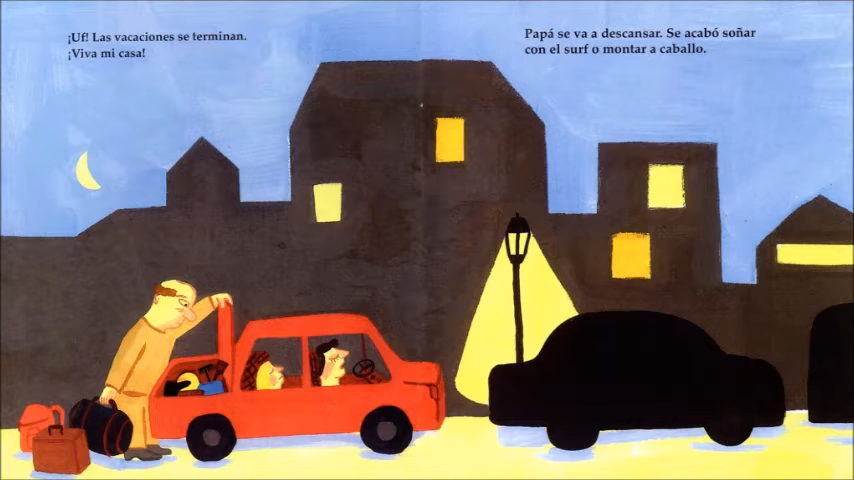 ¡Uf! Las vacaciones se terminan.
¡Viva mi casa!
Papá se va a descansar. Se acabó soñar
con el surf o montar a caballo.